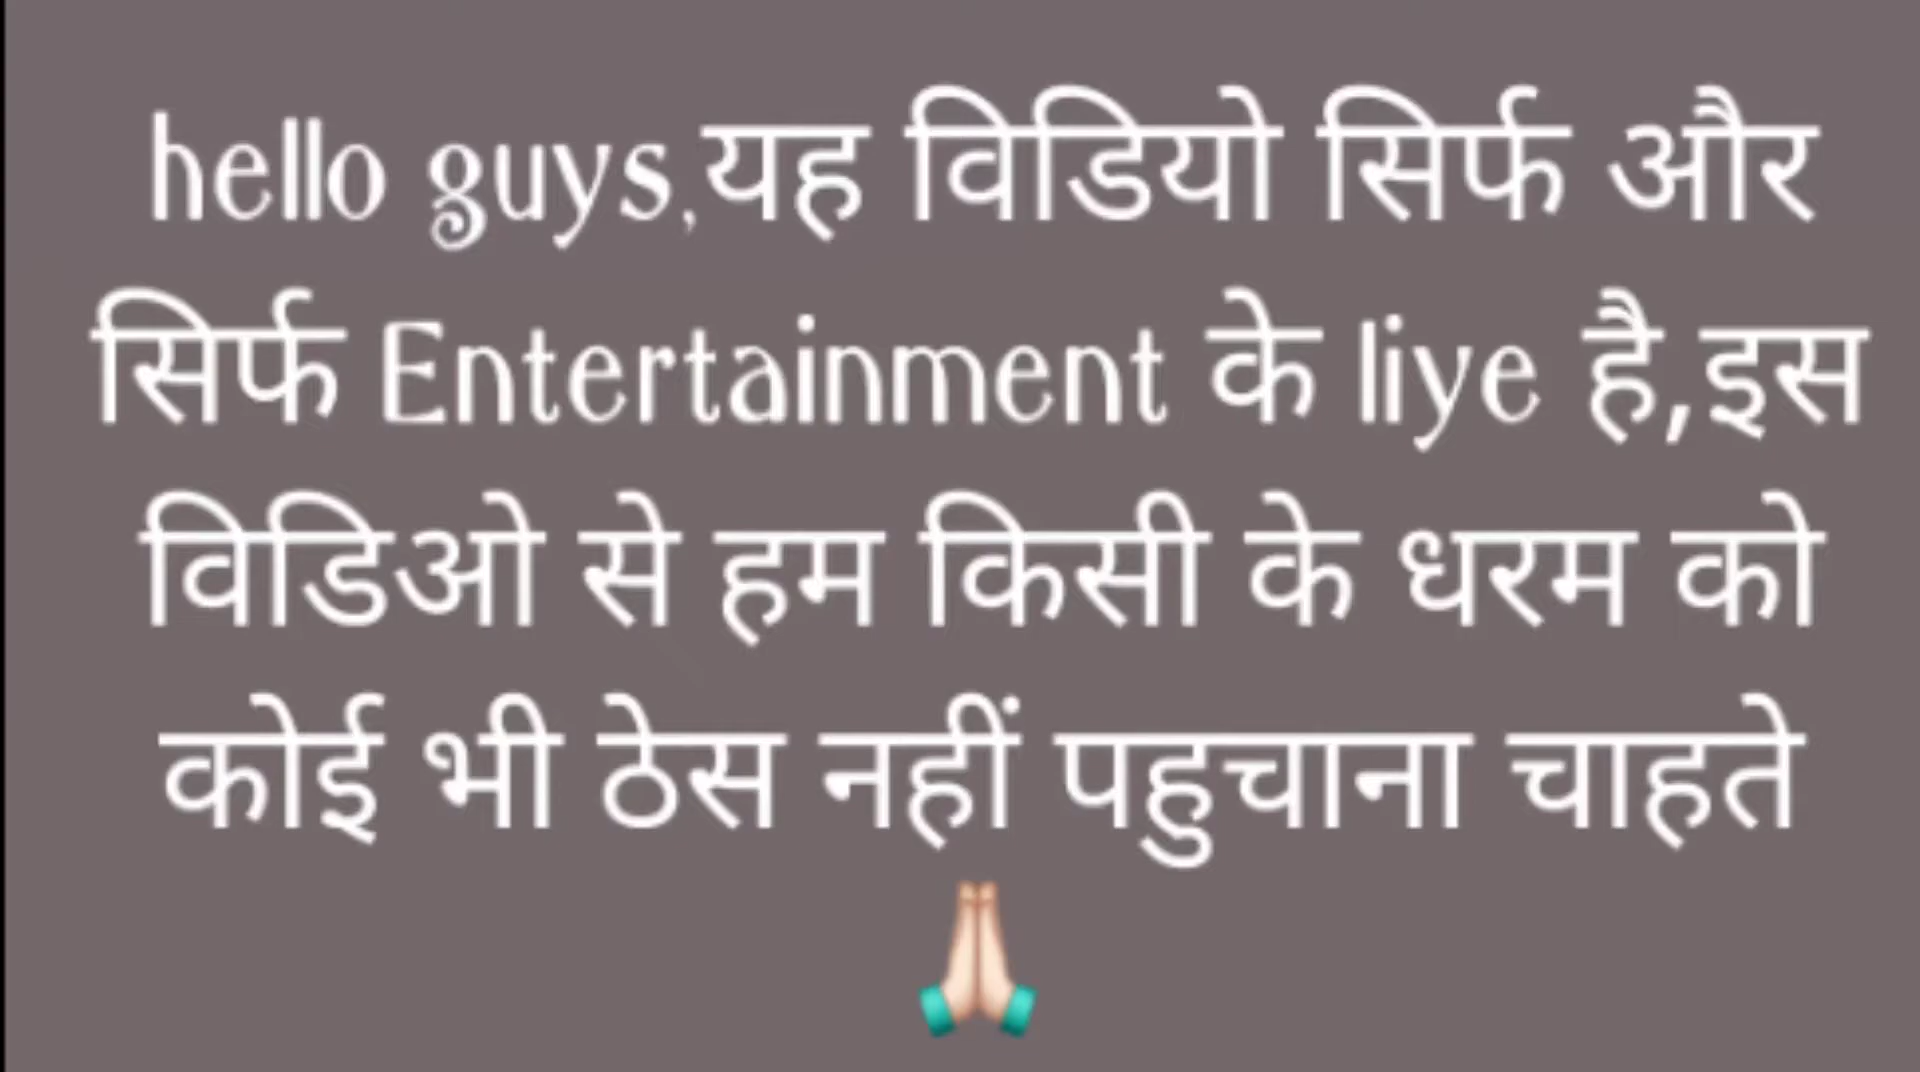 hello guys,यह विडियो सिर्फ और
सिर्फ Entertainment के liye है,इस
विडिओ से हम किसी के धरम को
कोई भी ठेस नहीं पहुचाना चाहते
🙏🏻